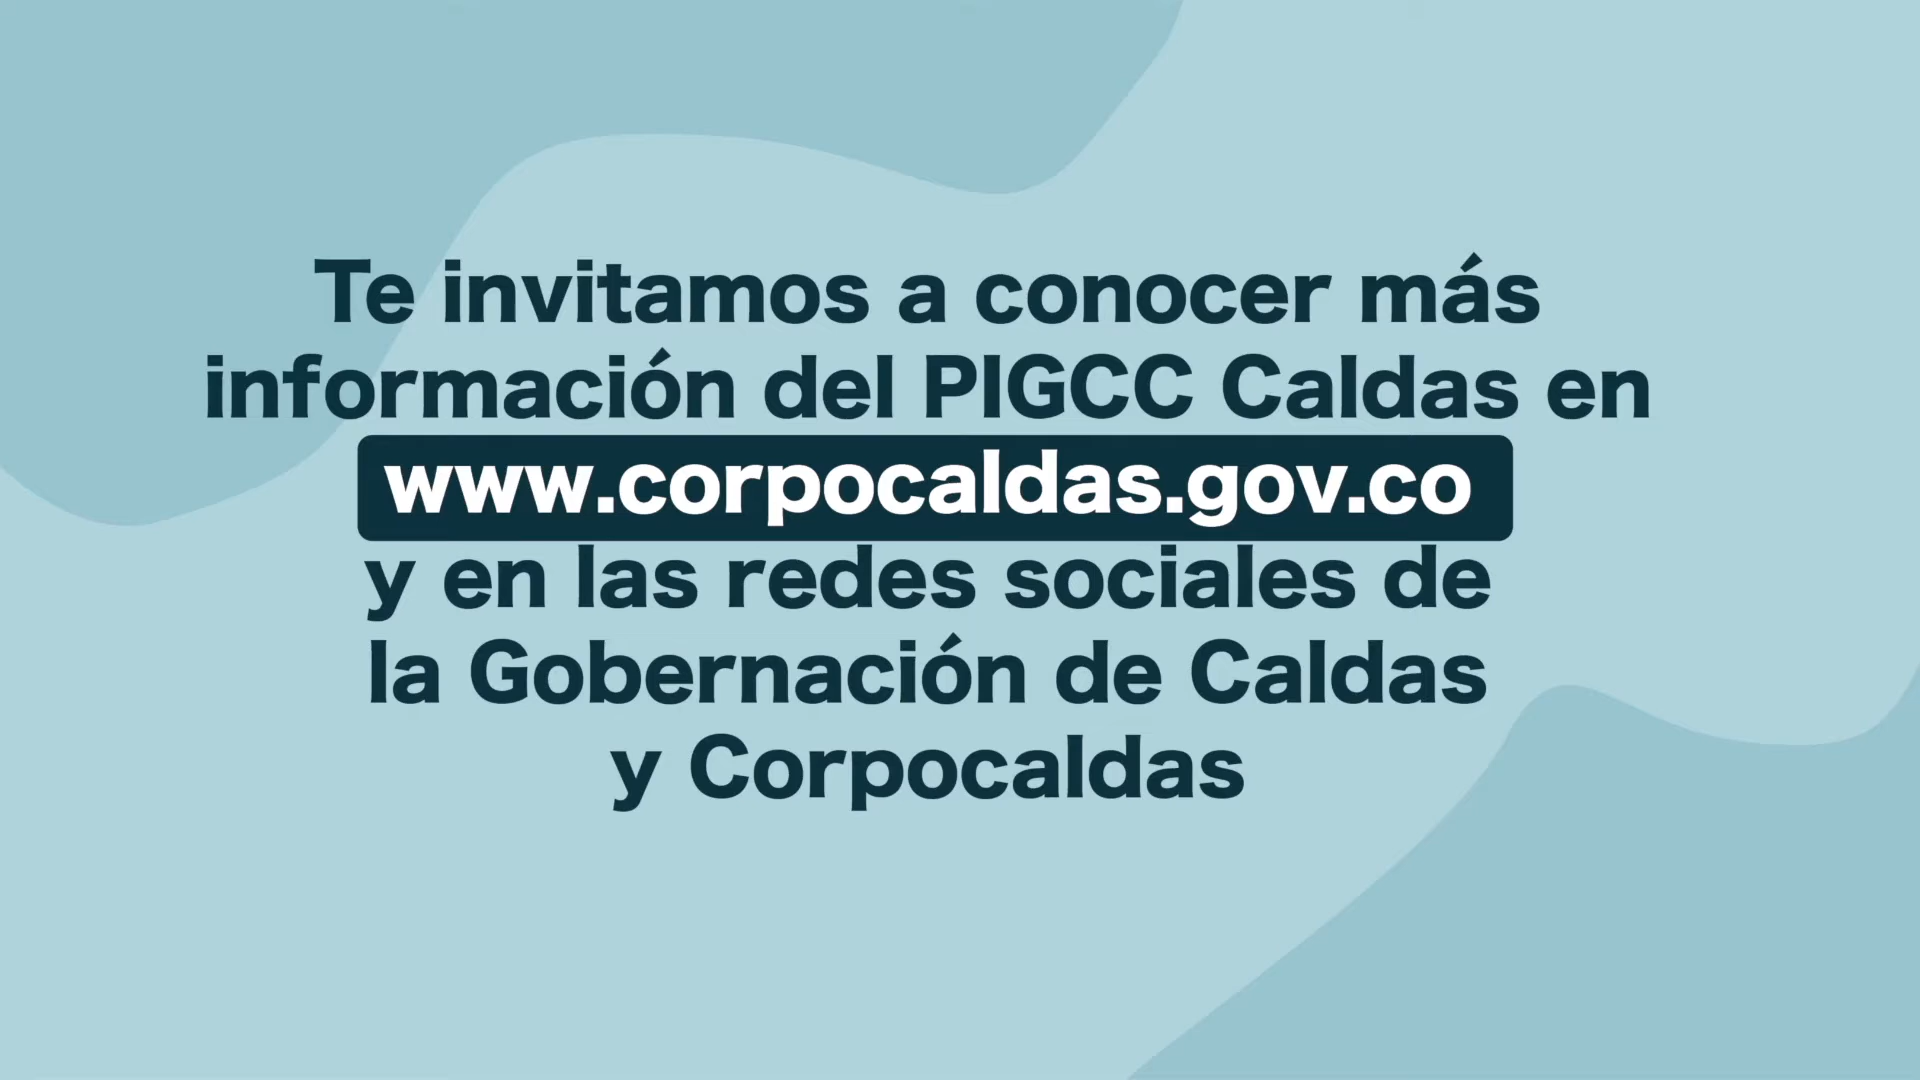 Te invitamos a conocer más
información del PIGCC Caldas en
www.corpocaldas.gov.co
y en las redes sociales de
la Gobernación de Caldas
y Corpocaldas